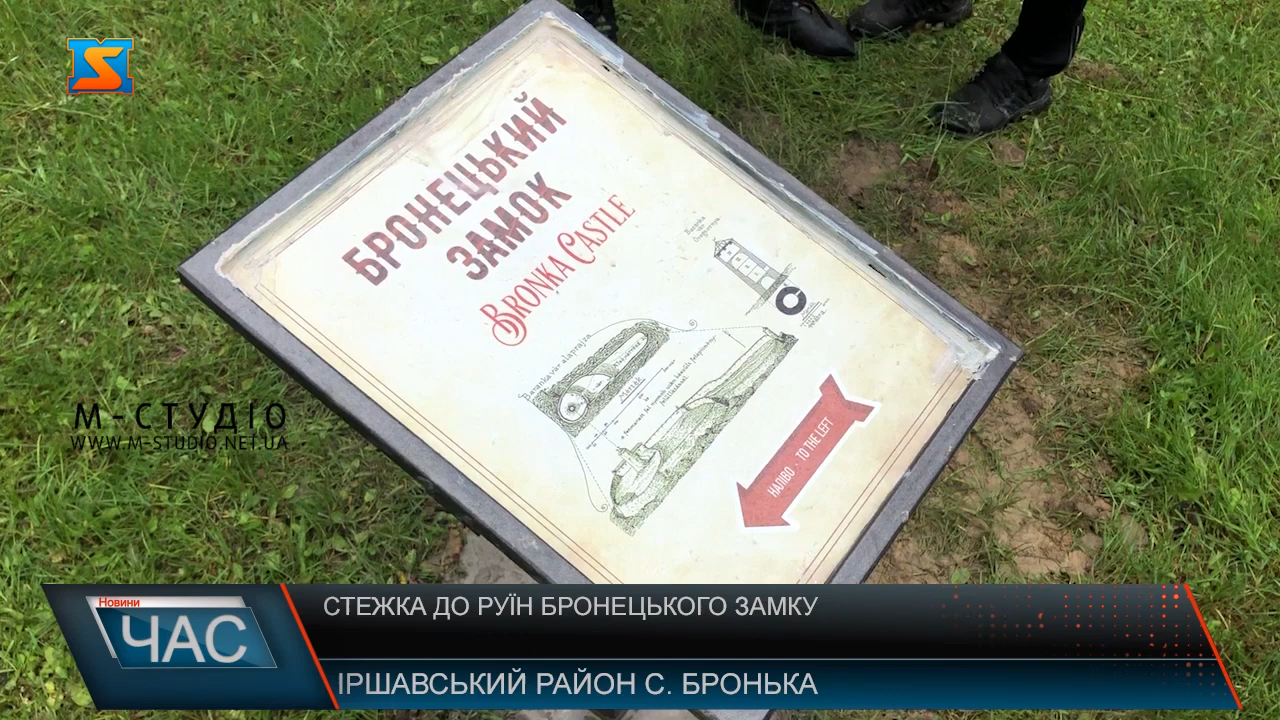 БРОНЕЦЬКИЙ
ЗАМОК
BRONKA CASTLE
НАЛІВО · TO THE LEFT
М-СТУДІО
WWW.M-STUDIO.NET.UA
Новини
ЧАС
СТЕЖКА ДО РУЇН БРОНЕЦЬКОГО ЗАМКУ
ІРШАВСЬКИЙ РАЙОН С. БРОНЬКА